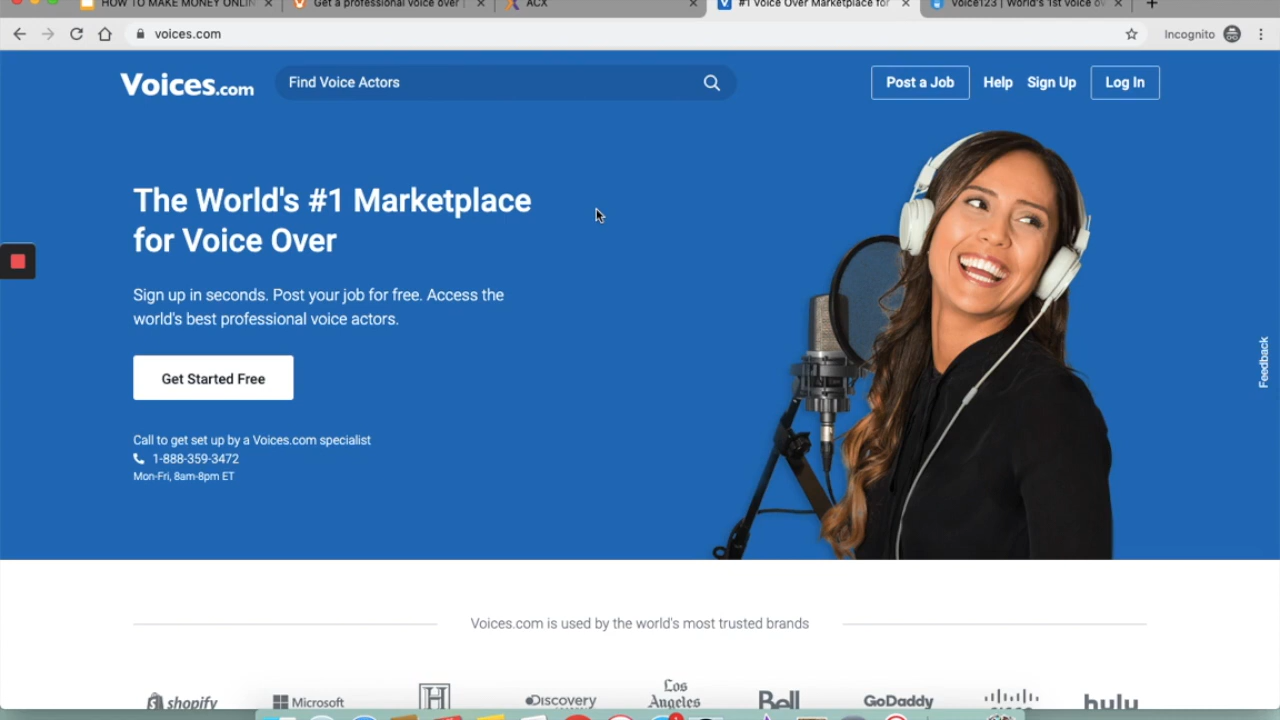 HOW TO MAKE MONEY ONLIN
Get a professional voice over
ACX
#1 Voice Over Marketplace for
Voice123 | World's 1st voice ov
voices.com
Incognito
Voices.com
Find Voice Actors
Post a Job
Help
Sign Up
Log In
The World's #1 Marketplace
for Voice Over
Sign up in seconds. Post your job for free. Access the
world's best professional voice actors.
Get Started Free
Call to get set up by a Voices.com specialist
1-888-359-3472
Mon-Fri, 8am-8pm ET
Feedback
Voices.com is used by the world's most trusted brands
shopify
Microsoft
H
Discovery
Los
Angeles
Bell
GoDaddy
cisco
hulu